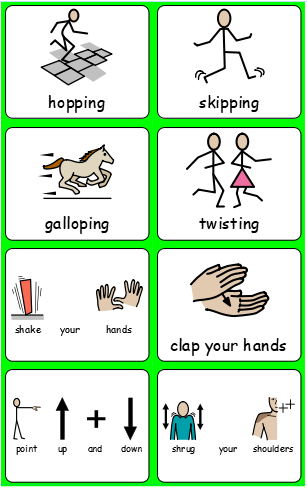 hopping
skipping
galloping
twisting
shake your hands
clap your hands
point up and down
shrug your shoulders